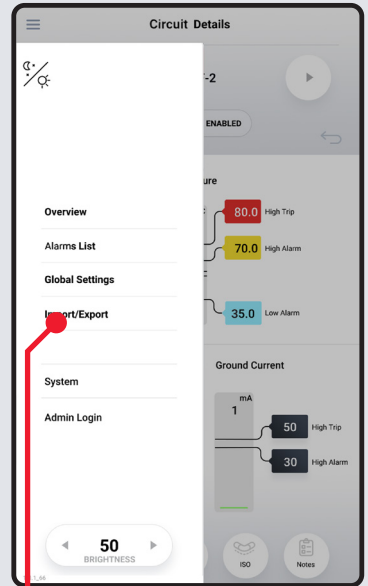 Circuit Details
-2
ENABLED
ure
80.0 High Trip
Overview
Alarms List
70.0 High Alarm
Global Settings
Import/Export
35.0 Low Alarm
Ground Current
System
mA
1
Admin Login
50 High Trip
30 High Alarm
50
BRIGHTNESS
ISO
Notes